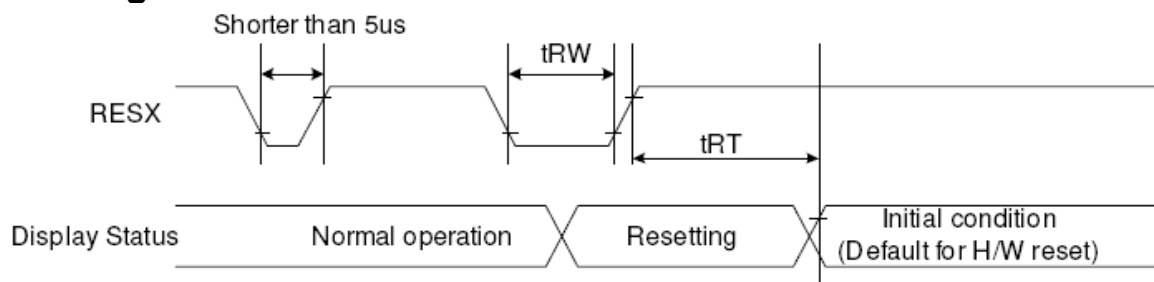 Shorter than 5us
tRW
RESX
tRT
Display Status
Normal operation
Resetting
Initial condition
(Default for H/W reset)